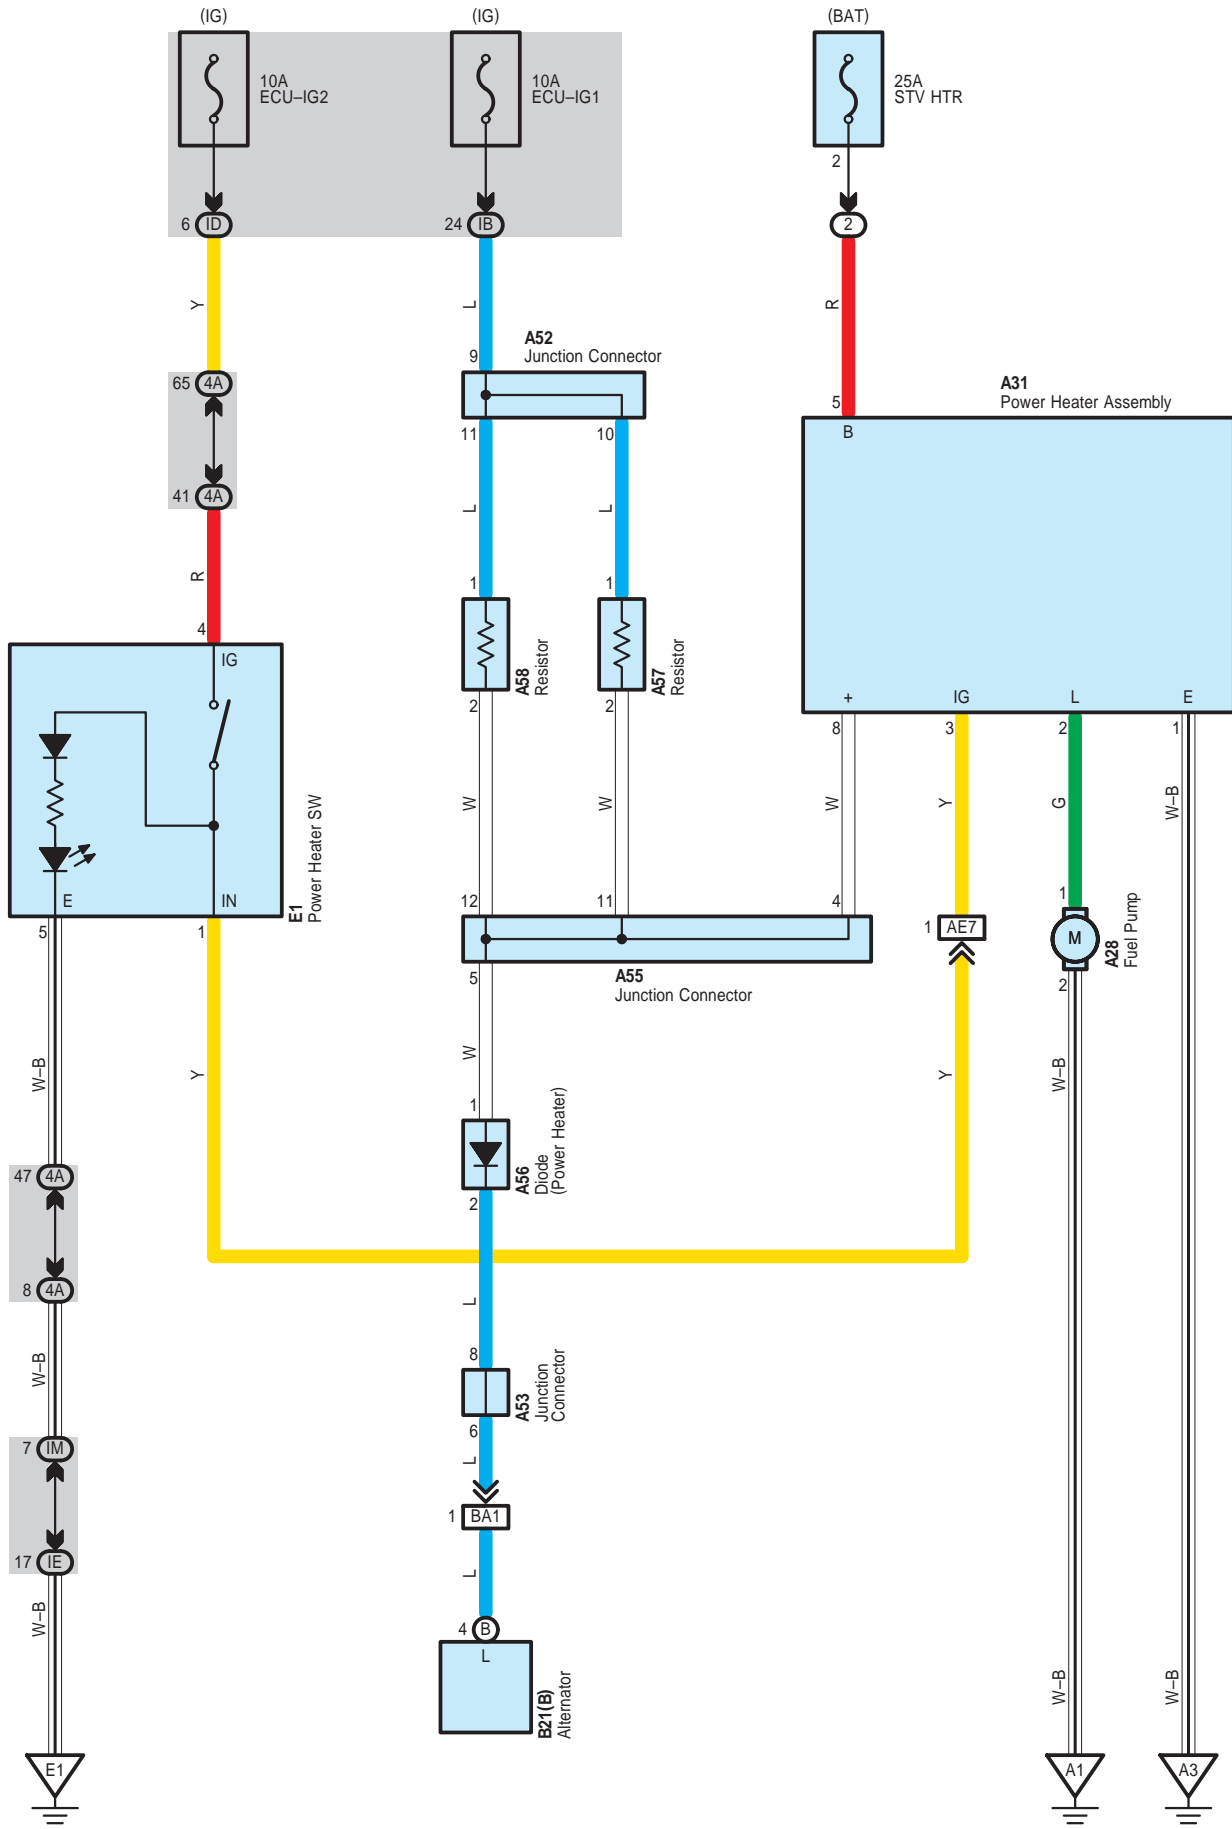 (IG)
(IG)
(BAT)
10A
ECU–IG2
10A
ECU–IG1
25A
STV HTR
2
6 ID
24 IB
2
Y
L
R
A52
Junction Connector
9
65 4A
A31
Power Heater Assembly
5
B
11
10
41 4A
L
L
R
1
1
4
IG
A58
Resistor
A57
Resistor
2
2
+
IG
L
E
8
3
2
1
W
W
W
Y
G
W–B
E1
Power Heater SW
E
IN
5
1
12
11
4
1 AE7
1
M
A28
Fuel Pump
2
5
A55
Junction Connector
W–B
Y
W
Y
W–B
1
A56
Diode
(Power Heater)
2
47 4A
8 4A
L
W–B
8
A53
Junction
Connector
6
L
7 IM
1 BA1
17 IE
L
W–B
4 B
L
B21(B)
Alternator
W–B
W–B
E1
A1
A3